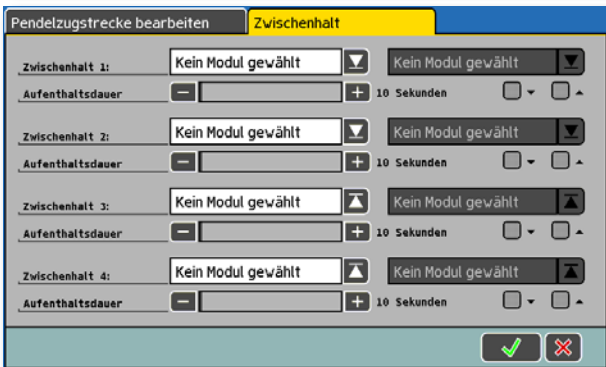 Pendelzugstrecke bearbeiten Zwischenhalt
Zwischenhalt 1: Kein Modul gewählt Kein Modul gewählt
Aufenthaltsdauer 10 Sekunden
Zwischenhalt 2: Kein Modul gewählt Kein Modul gewählt
Aufenthaltsdauer 10 Sekunden
Zwischenhalt 3: Kein Modul gewählt Kein Modul gewählt
Aufenthaltsdauer 10 Sekunden
Zwischenhalt 4: Kein Modul gewählt Kein Modul gewählt
Aufenthaltsdauer 10 Sekunden